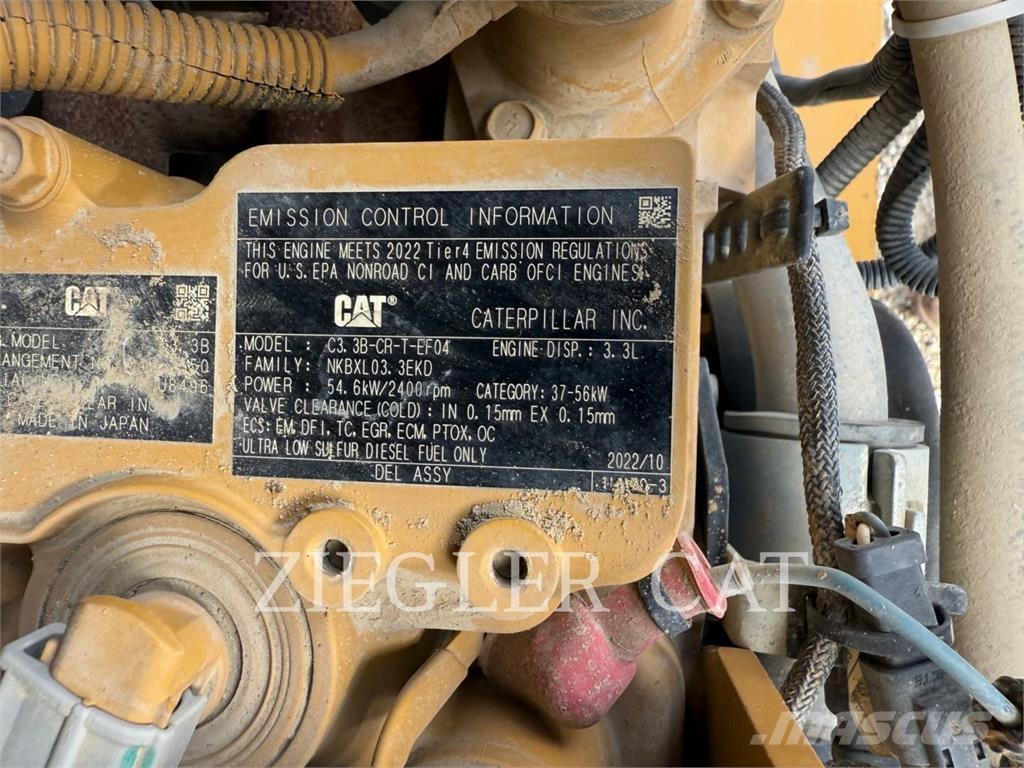 EMISSION CONTROL INFORMATION
THIS ENGINE MEETS 2022 Tier4 EMISSION REGULATIONS
FOR U.S. EPA NONROAD CI AND CARB OFCI ENGINES
CAT® CATERPILLAR INC.
MODEL : C3.3B-CR-T-EF04 ENGINE DISP.: 3.3L
FAMILY: NKBXL03.3EKD
POWER : 54.6kW/2400rpm CATEGORY: 37-56kW
VALVE CLEARANCE(COLD): IN 0.15mm EX 0.15mm
ECS: EM, DFI, TC, EGR, ECM, PTOX, OC
ULTRA LOW SULFUR DIESEL FUEL ONLY 2022/10
DEL ASSY
CAT
MODEL 3B
MADE IN JAPAN
ZIEGLER CAT
MASCUS